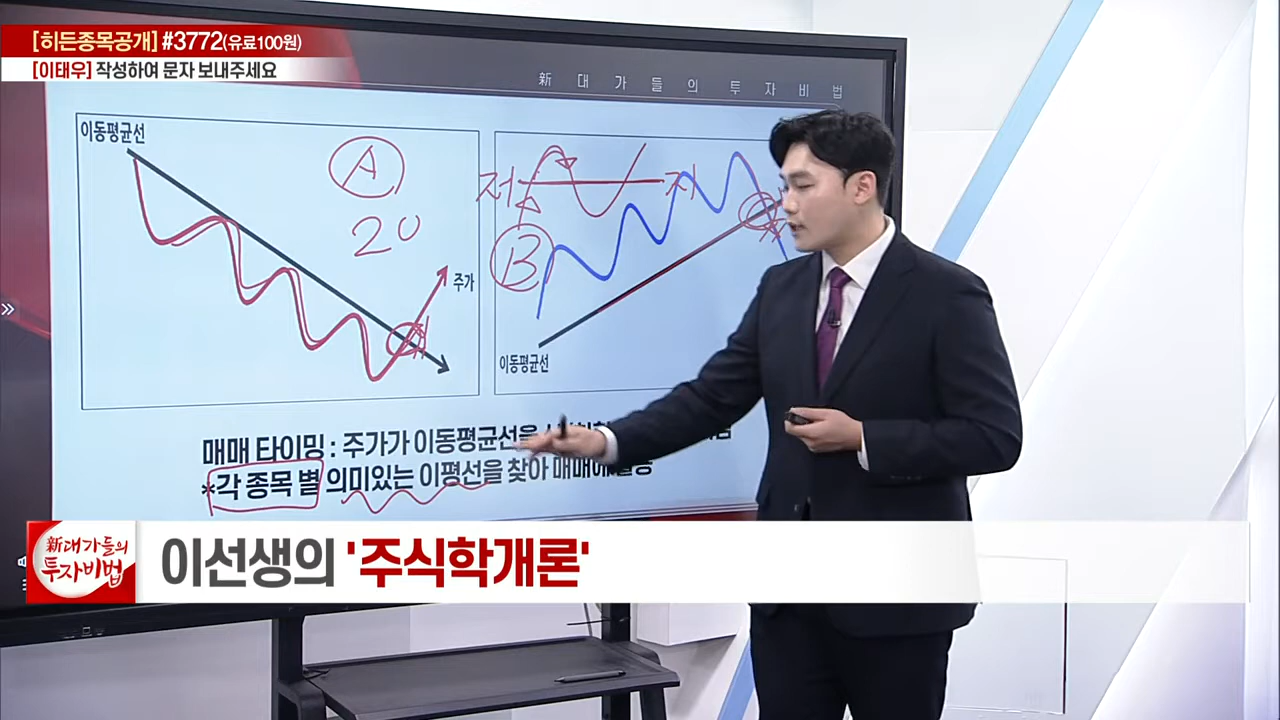 [히든종목공개] #3772(유료100원)
[이태우] 작성하여 문자 보내주세요
新 대 가 들 의 투 자 비 법
이동평균선
A
20
주가
저
저
B
이동평균선
매매 타이밍 : 주가가 이동평균선을
*각 종목 별 의미있는 이평선을 찾아 매매에
新대가들의
투자비법
이선생의 '주식학개론'